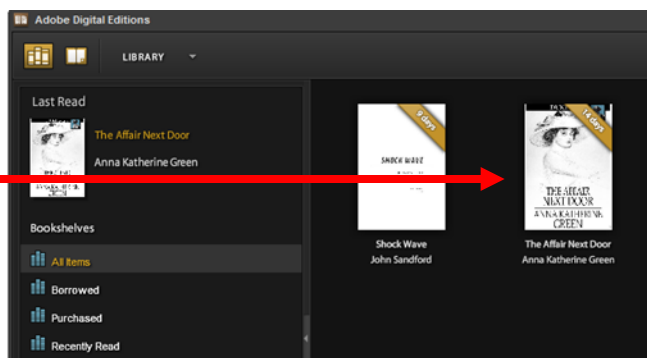 Adobe Digital Editions
LIBRARY
Last Read
The Affair Next Door
Anna Katherine Green
Bookshelves
All Items
Borrowed
Purchased
Recently Read
9 days
SHOCK WAVE
Shock Wave
John Sandford
14 days
THE AFFAIR
NEXT DOOR
ANNA KATHERINE
GREEN
The Affair Next Door
Anna Katherine Green